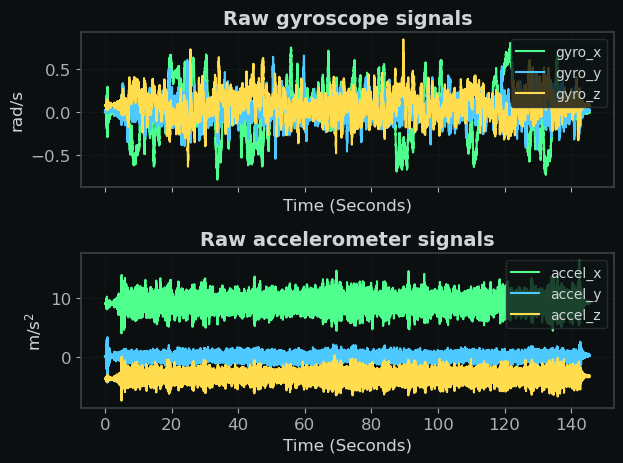 Raw gyroscope signals
gyro_x
gyro_y
gyro_z
0.5
0.0
−0.5
rad/s
Time (Seconds)
Raw accelerometer signals
accel_x
accel_y
accel_z
10
0
m/s²
0 20 40 60 80 100 120 140
Time (Seconds)